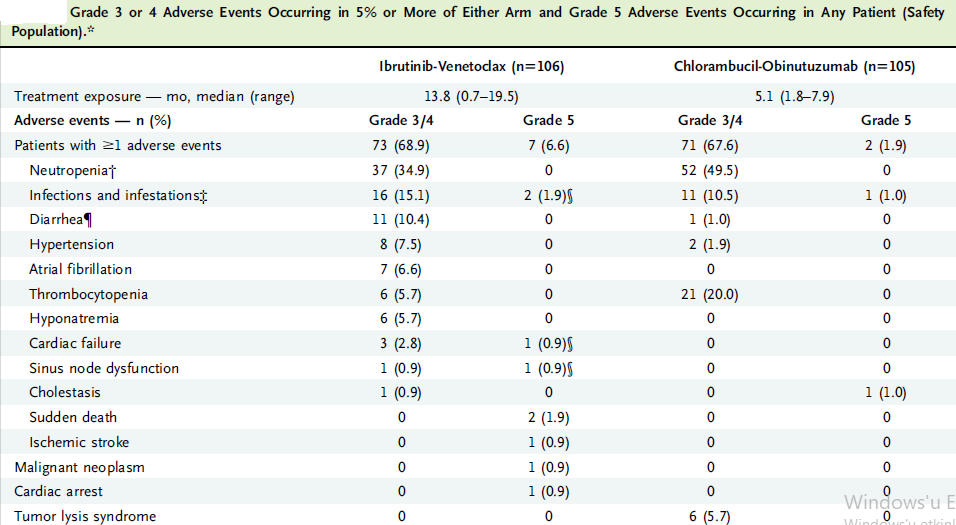 Grade 3 or 4 Adverse Events Occurring in 5% or More of Either Arm and Grade 5 Adverse Events Occurring in Any Patient (Safety
Population).*
Ibrutinib-Venetoclax (n=106) Chlorambucil-Obinutuzumab (n=105)
Treatment exposure — mo, median (range) 13.8 (0.7–19.5) 5.1 (1.8–7.9)
Adverse events — n (%) Grade 3/4 Grade 5 Grade 3/4 Grade 5
Patients with ≥1 adverse events 73 (68.9) 7 (6.6) 71 (67.6) 2 (1.9)
Neutropenia† 37 (34.9) 0 52 (49.5) 0
Infections and infestations‡ 16 (15.1) 2 (1.9)§ 11 (10.5) 1 (1.0)
Diarrhea¶ 11 (10.4) 0 1 (1.0) 0
Hypertension 8 (7.5) 0 2 (1.9) 0
Atrial fibrillation 7 (6.6) 0 0 0
Thrombocytopenia 6 (5.7) 0 21 (20.0) 0
Hyponatremia 6 (5.7) 0 0 0
Cardiac failure 3 (2.8) 1 (0.9)§ 0 0
Sinus node dysfunction 1 (0.9) 1 (0.9)§ 0 0
Cholestasis 1 (0.9) 0 0 1 (1.0)
Sudden death 0 2 (1.9) 0 0
Ischemic stroke 0 1 (0.9) 0 0
Malignant neoplasm 0 1 (0.9) 0 0
Cardiac arrest 0 1 (0.9) 0 0
Windows'u E
Tumor lysis syndrome 0 0 6 (5.7) 0